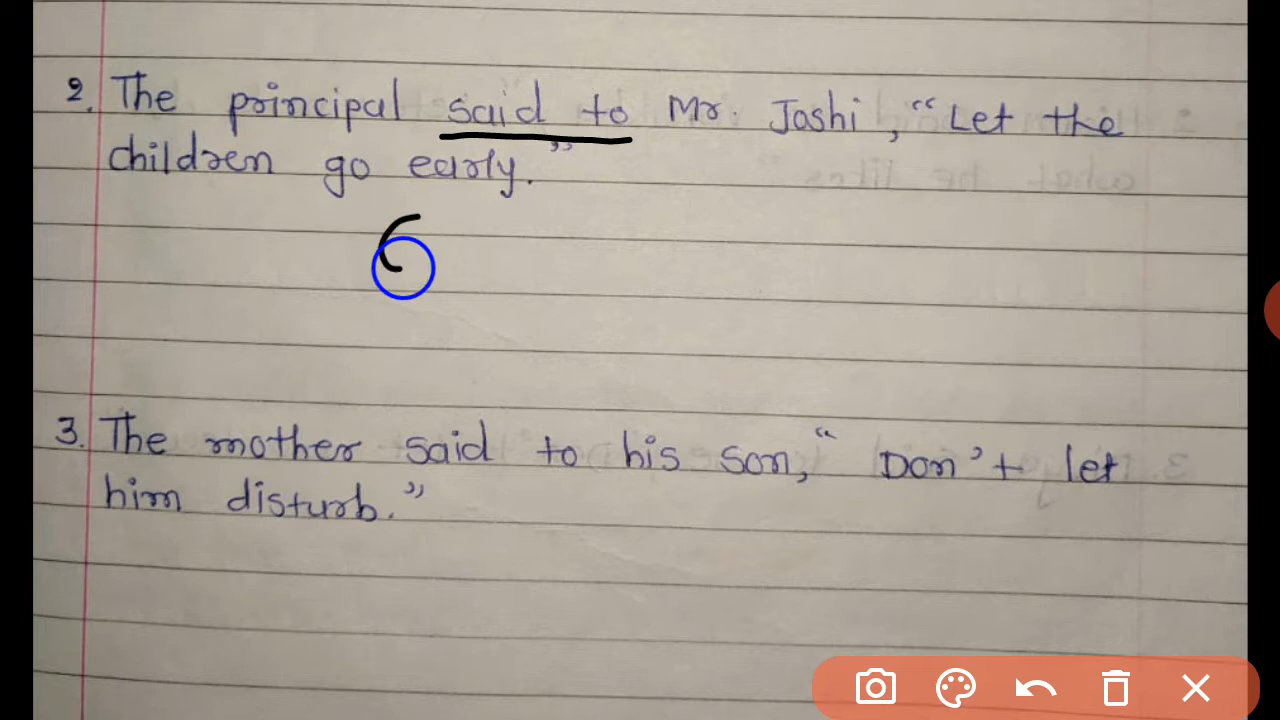 2. The principal said to Mr. Joshi, "Let the
children go early."
3. The mother said to his son, "Don't let
him disturb."